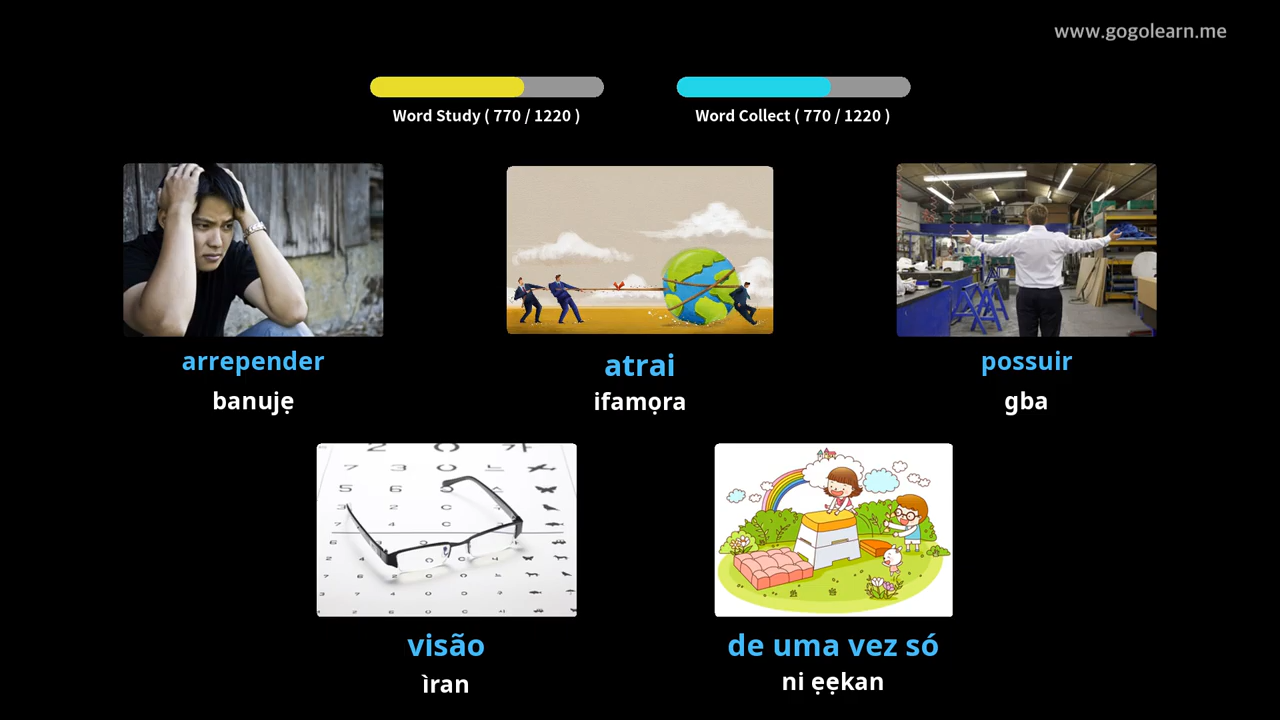 www.gogolearn.me
Word Study ( 770 / 1220 )
Word Collect ( 770 / 1220 )
arrepender
banujẹ
atrai
ifamọra
possuir
gba
visão
ìran
de uma vez só
ni ẹẹkan